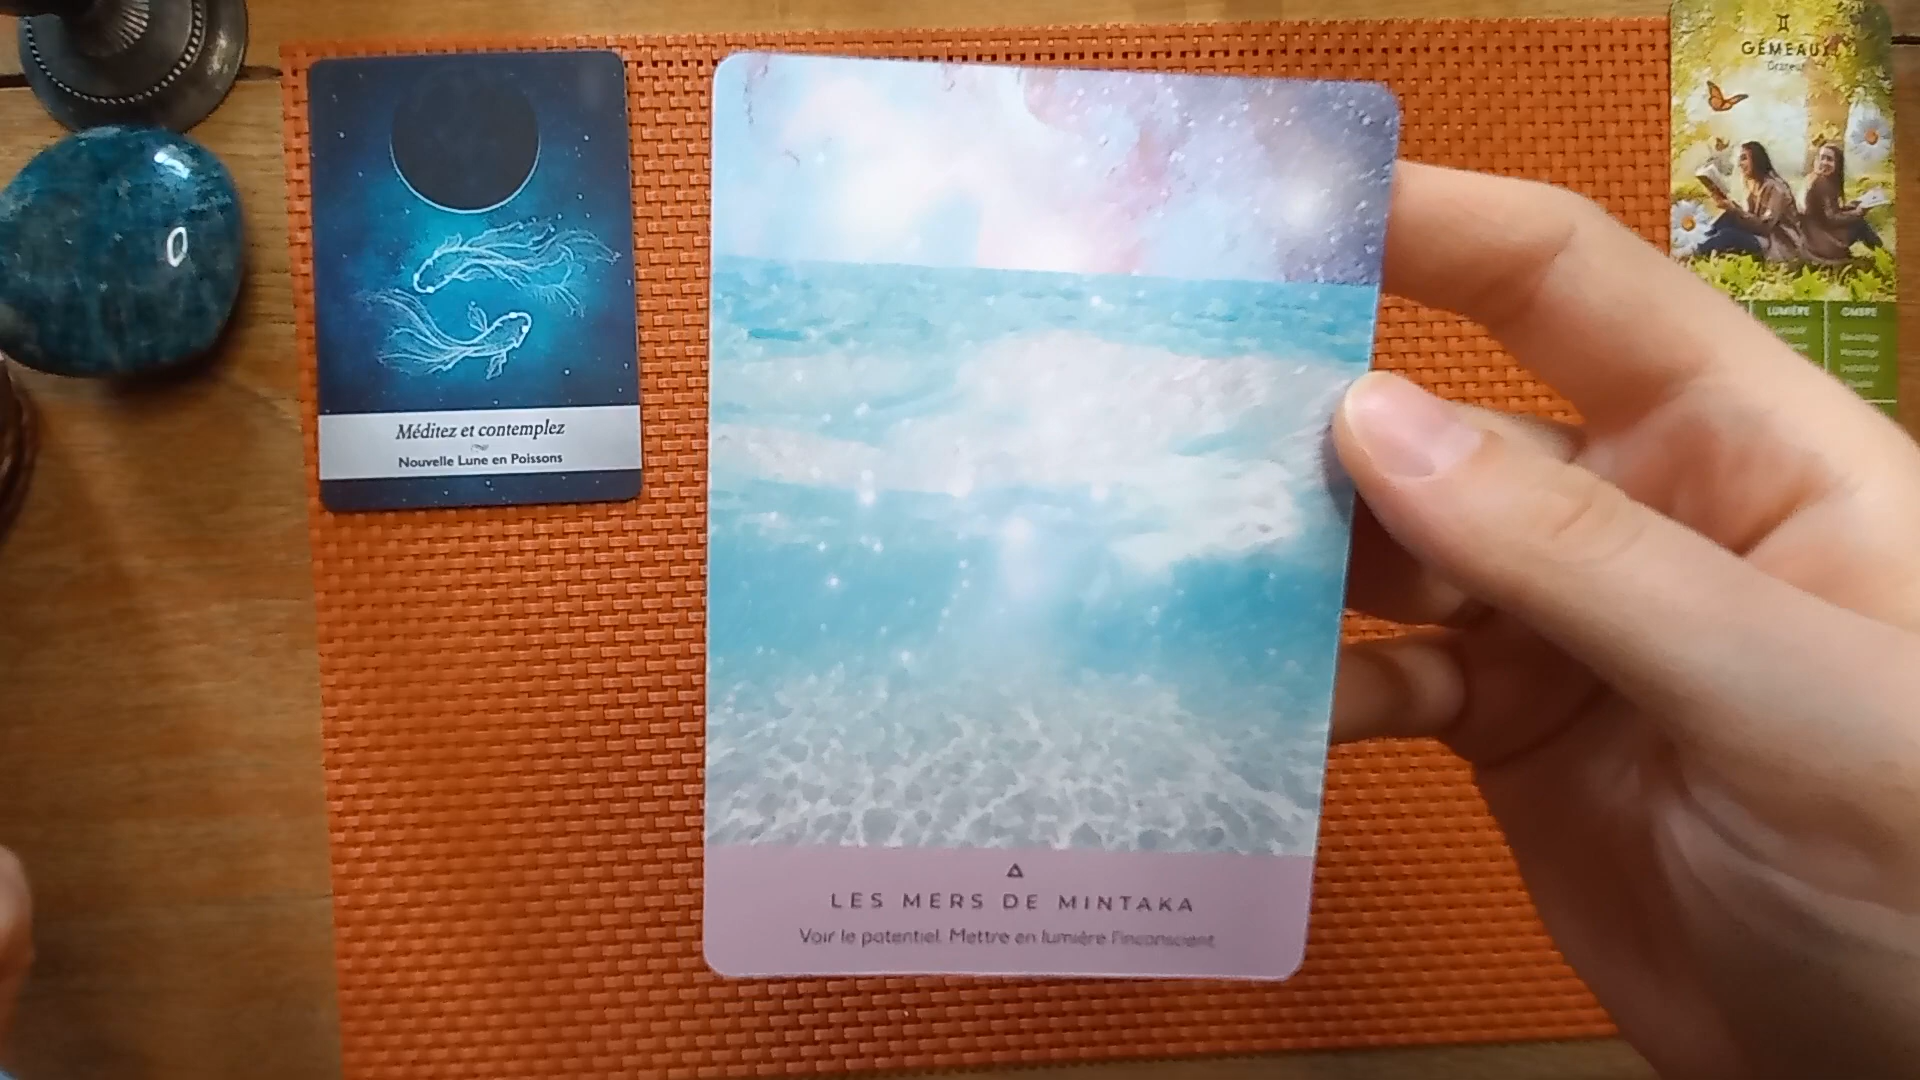 Méditez et contemplez
Nouvelle Lune en Poissons
LES MERS DE MINTAKA
Voir le potentiel. Mettre en lumière l'inconscient.
♊
GÉMEAUX
LUMIÈRE
OMBRE